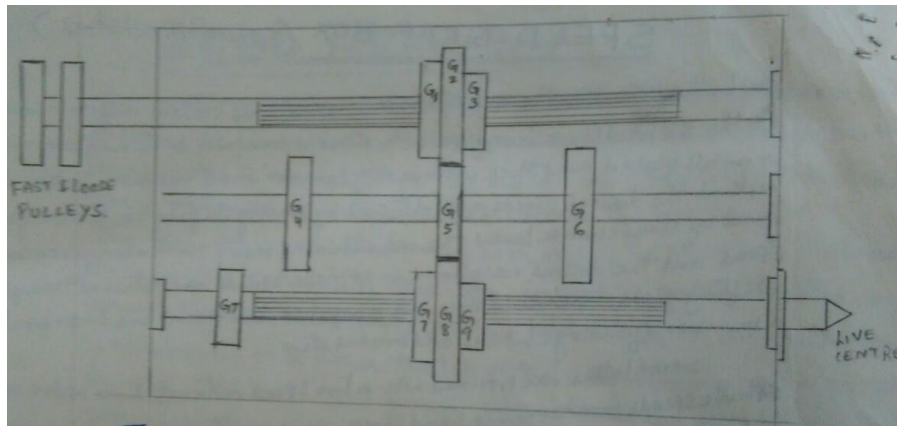 G1
G2
G3
FAST & LOOSE
PULLEYS.
G4
G5
G6
G7
G7
G8
G9
LIVE
CENTRE